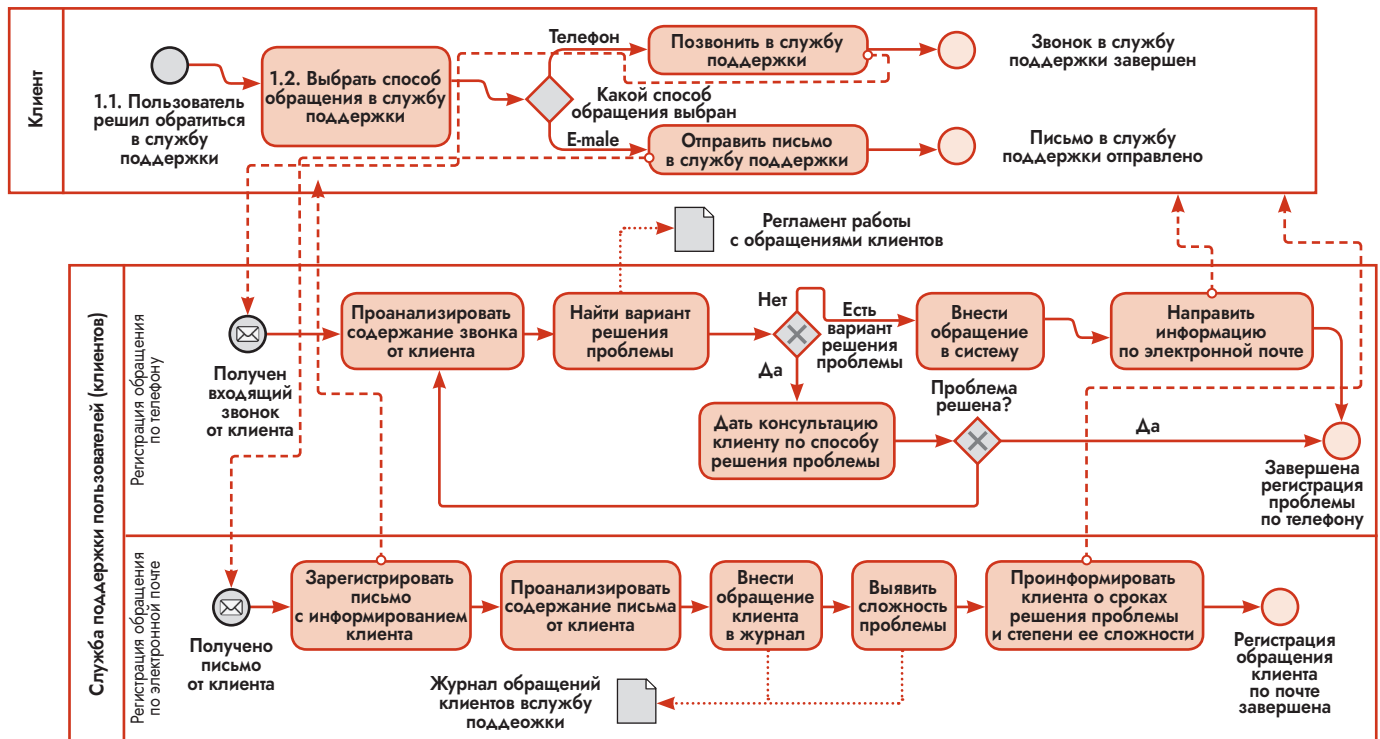 Клиент
1.1. Пользователь
решил обратиться
в службу
поддержки
1.2. Выбрать способ
обращения в службу
поддержки
Телефон
Какой способ
обращения выбран
E-male
Позвонить в службу
поддержки
Звонок в службу
поддержки завершен
Отправить письмо
в службу поддержки
Письмо в службу
поддержки отправлено
Регламент работы
с обращениями клиентов
Служба поддержки пользователей (клиентов)
Регистрация обращения
по телефону
Получен
входящий
звонок
от клиента
Проанализировать
содержание звонка
от клиента
Найти вариант
решения
проблемы
Нет
Есть
вариант
решения
проблемы
Да
Внести
обращение
в систему
Направить
информацию
по электронной почте
Дать консультацию
клиенту по способу
решения проблемы
Проблема
решена?
Да
Завершена
регистрация
проблемы
по телефону
Регистрация обращения
по электронной почте
Получено
письмо
от клиента
Зарегистрировать
письмо
с информированием
клиента
Проанализировать
содержание письма
от клиента
Внести
обращение
клиента
в журнал
Выявить
сложность
проблемы
Проинформировать
клиента о сроках
решения проблемы
и степени ее сложности
Регистрация
обращения
клиента
по почте
завершена
Журнал обращений
клиентов вслужбу
поддеожки